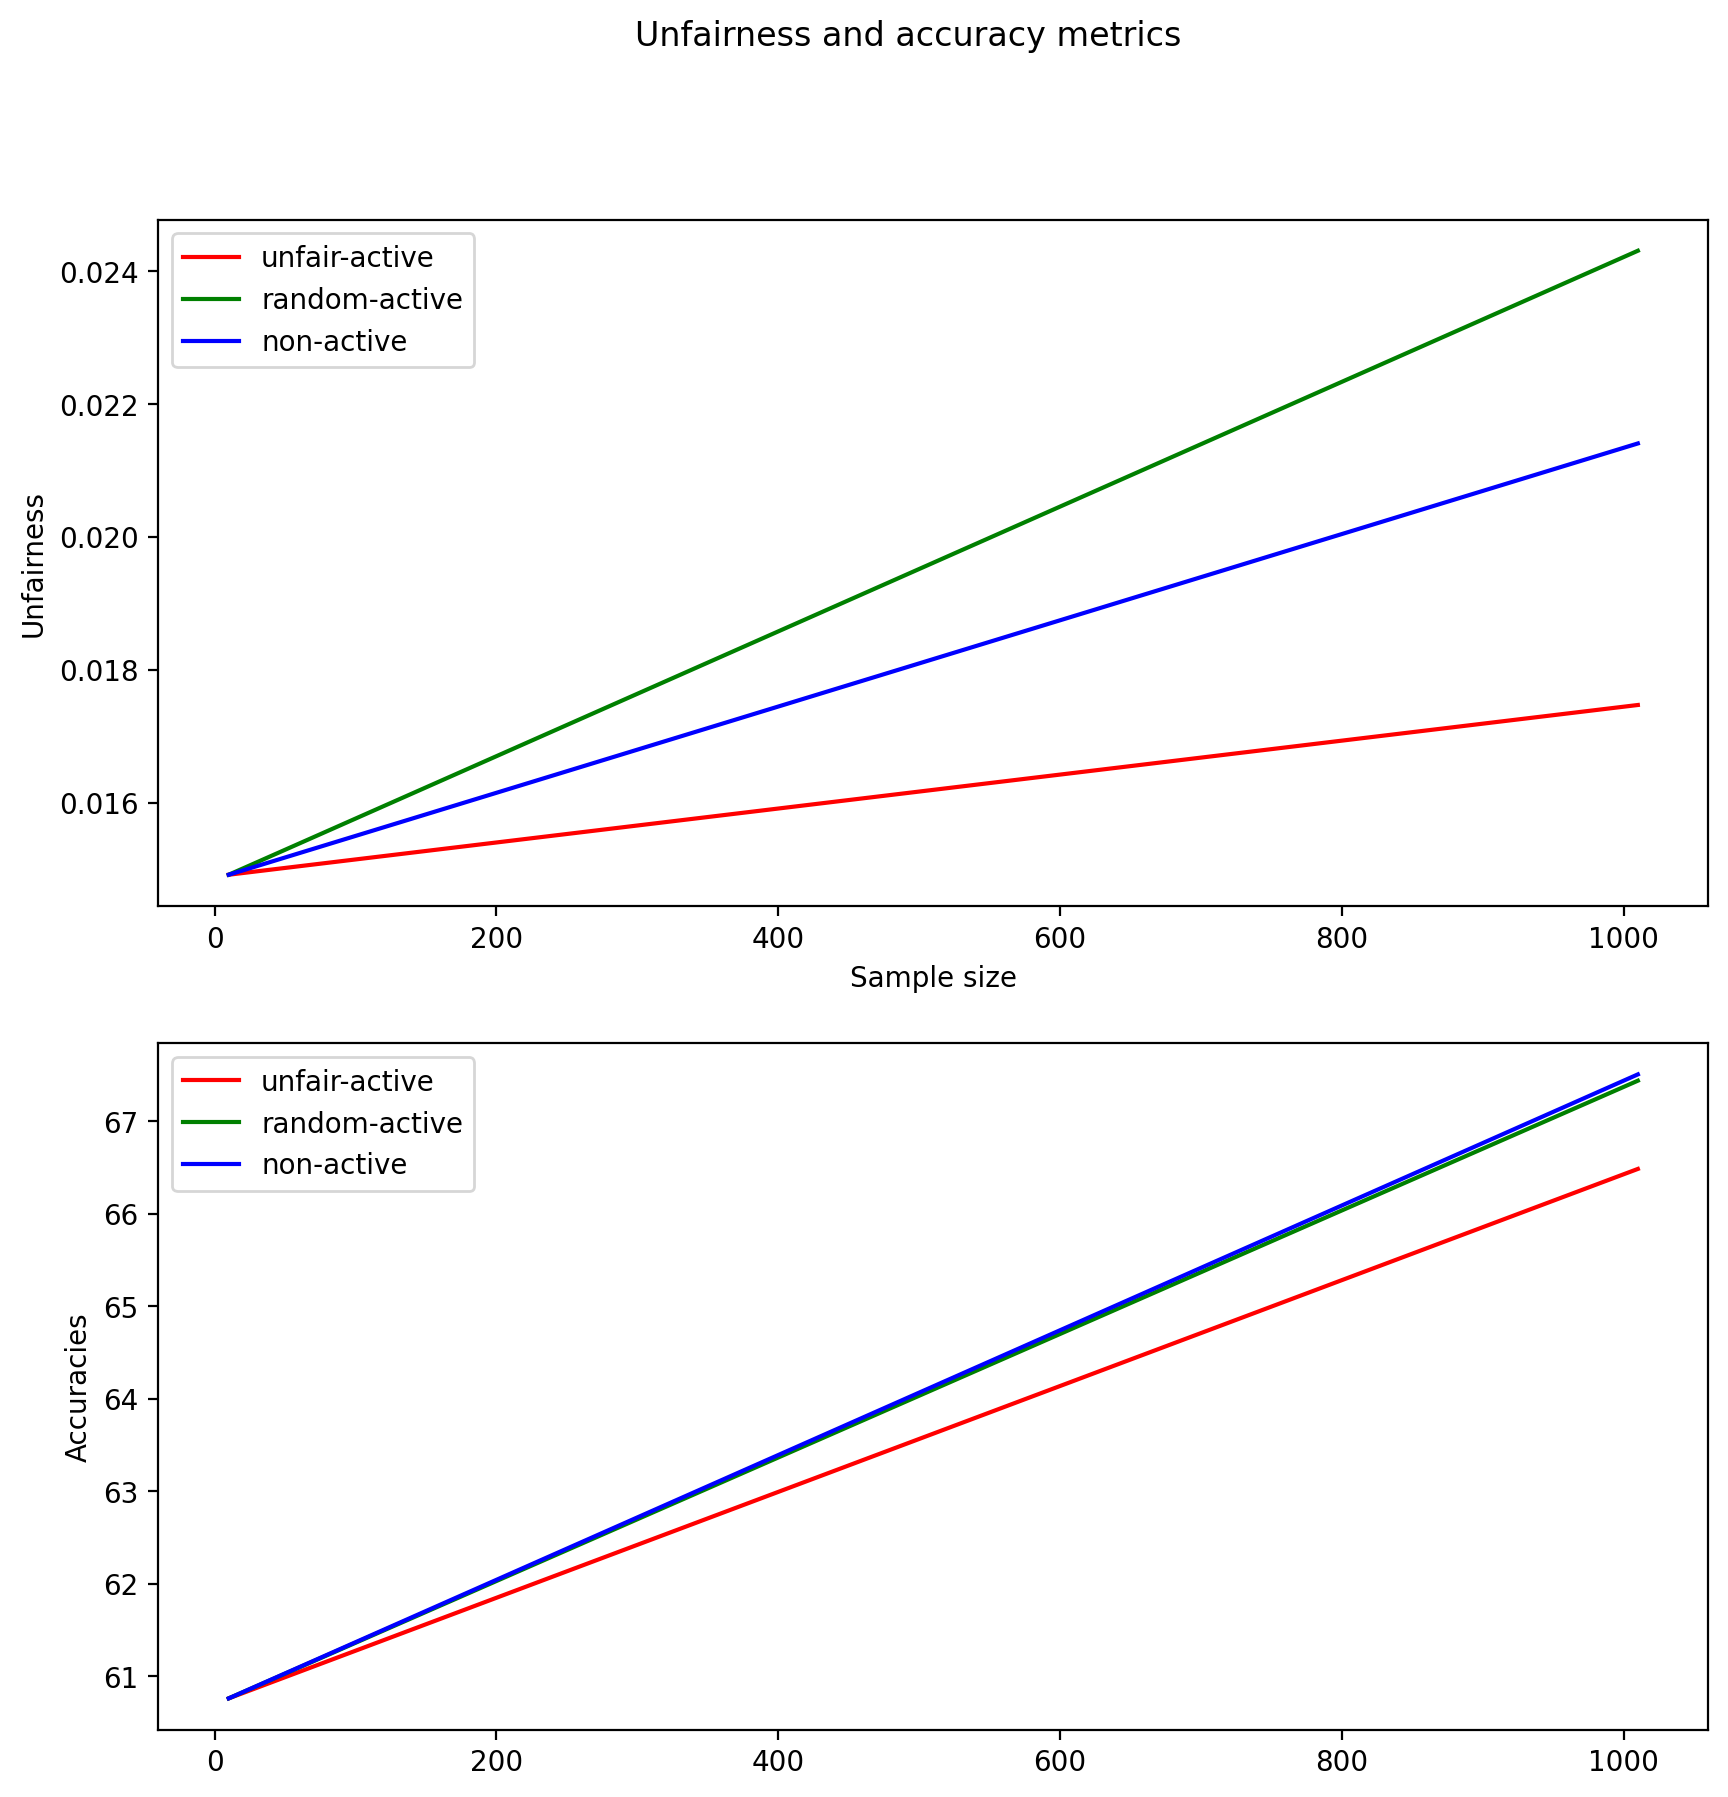 Unfairness and accuracy metrics
unfair-active
random-active
non-active
0.024
0.022
0.020
0.018
0.016
Unfairness
0 200 400 600 800 1000
Sample size
unfair-active
random-active
non-active
67
66
65
64
63
62
61
Accuracies
0 200 400 600 800 1000